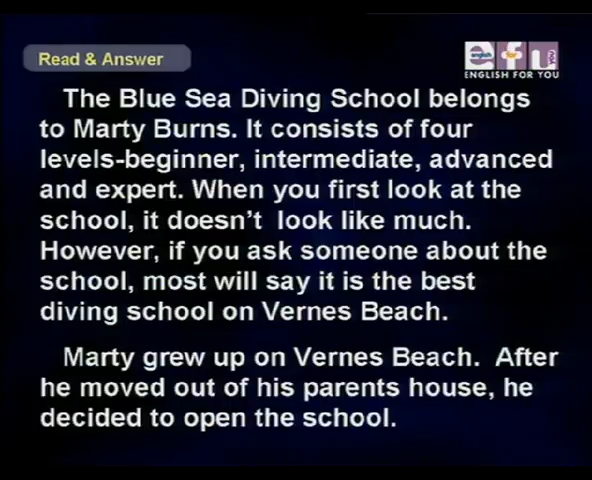 Read & Answer
efu
english for you
ENGLISH FOR YOU
The Blue Sea Diving School belongs
to Marty Burns. It consists of four
levels-beginner, intermediate, advanced
and expert. When you first look at the
school, it doesn't look like much.
However, if you ask someone about the
school, most will say it is the best
diving school on Vernes Beach.
Marty grew up on Vernes Beach. After
he moved out of his parents house, he
decided to open the school.